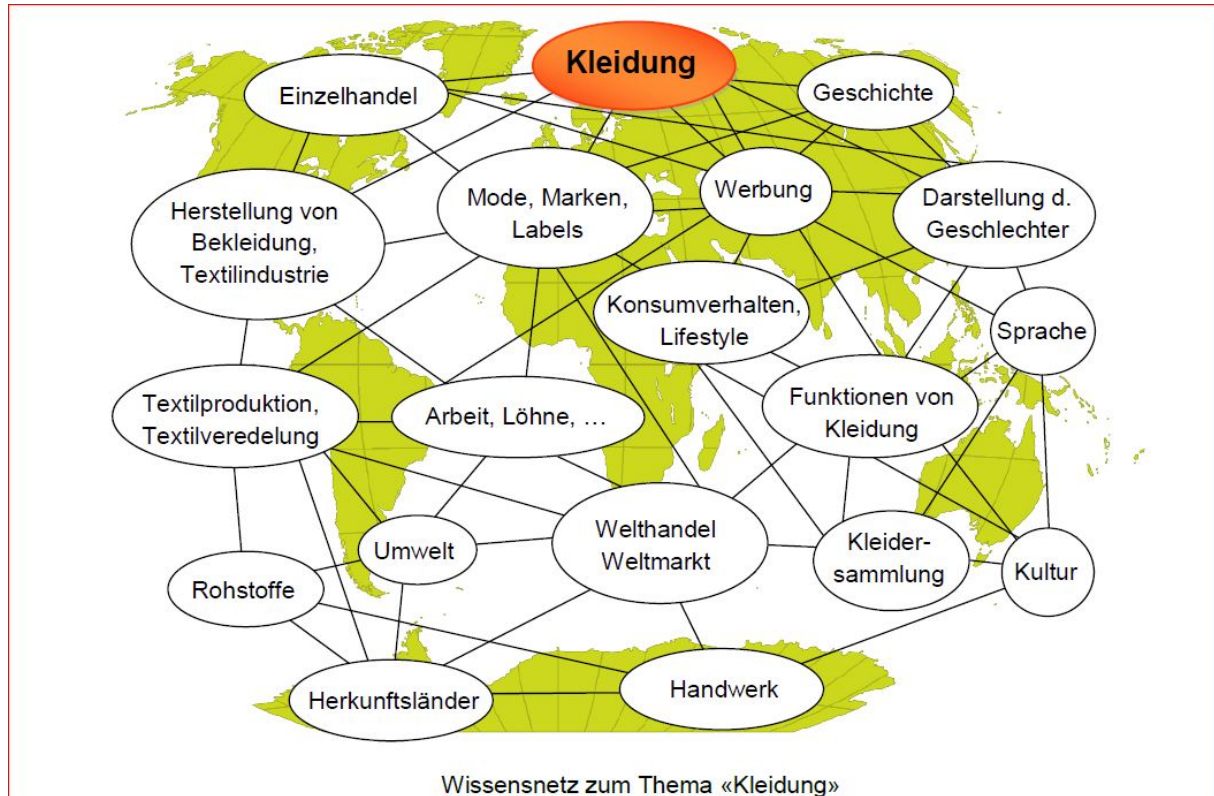 Kleidung
Einzelhandel
Geschichte
Herstellung von
Bekleidung,
Textilindustrie
Mode, Marken,
Labels
Werbung
Darstellung d.
Geschlechter
Konsumverhalten,
Lifestyle
Sprache
Textilproduktion,
Textilveredelung
Arbeit, Löhne, …
Funktionen von
Kleidung
Umwelt
Welthandel
Weltmarkt
Kleider-
sammlung
Kultur
Rohstoffe
Herkunftsländer
Handwerk
Wissensnetz zum Thema «Kleidung»